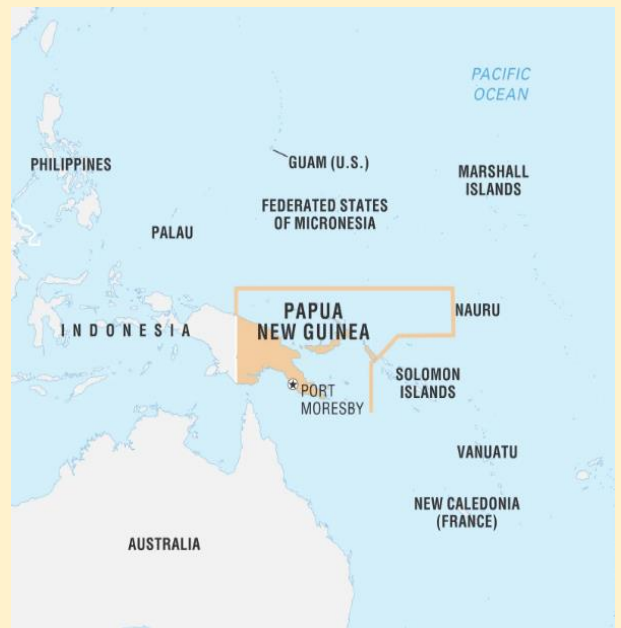 PACIFIC
OCEAN
PHILIPPINES
GUAM (U.S.)
MARSHALL
ISLANDS
FEDERATED STATES
OF MICRONESIA
PALAU
PAPUA
NEW GUINEA
NAURU
INDONESIA
SOLOMON
ISLANDS
PORT
MORESBY
VANUATU
NEW CALEDONIA
(FRANCE)
AUSTRALIA